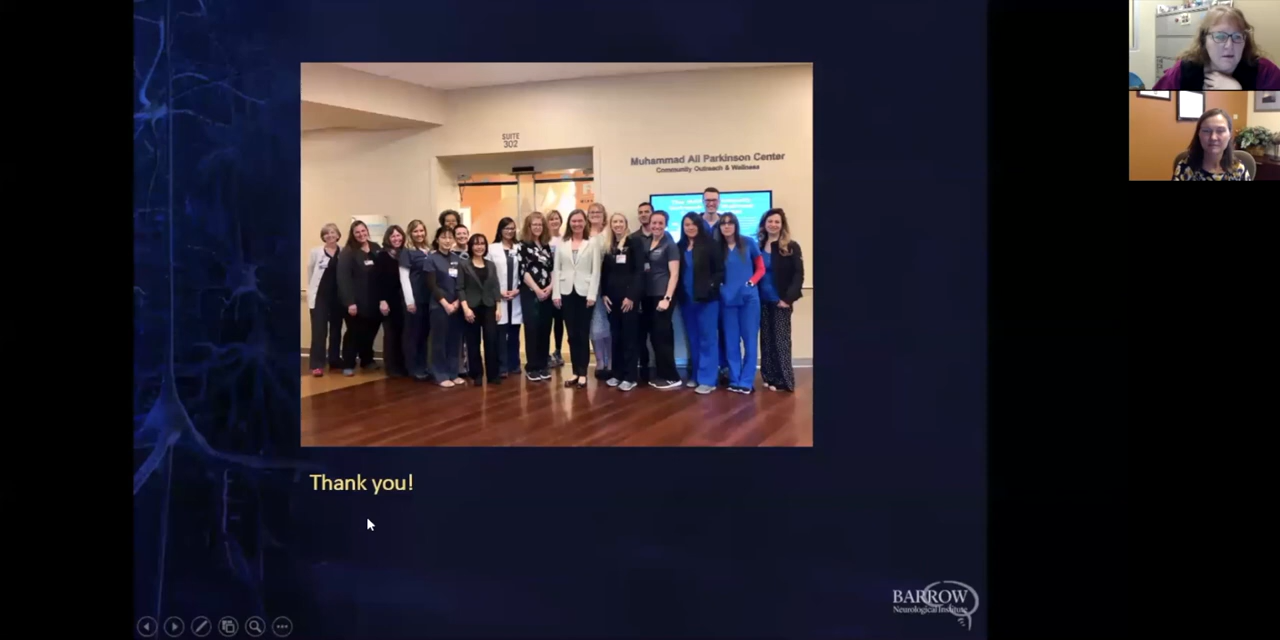 SUITE
302
Muhammad Ali Parkinson Center
Community Outreach & Wellness
Thank you!
BARROW
Neurological Institute